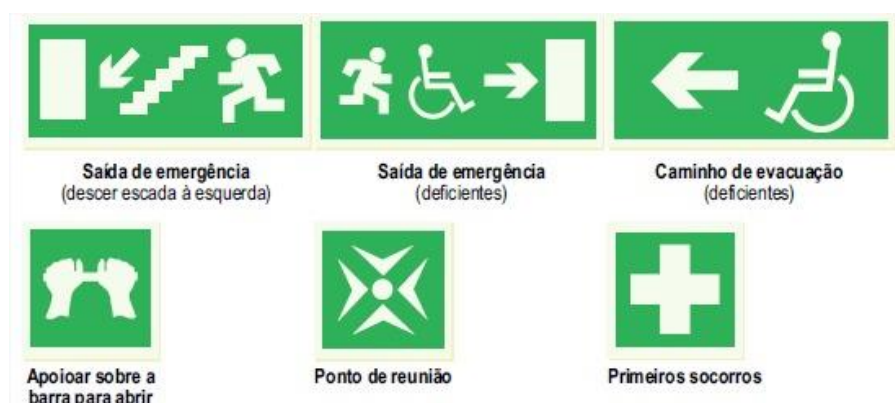 Saída de emergência
(descer escada à esquerda)
Saída de emergência
(deficientes)
Caminho de evacuação
(deficientes)
Apoioar sobre a
barra para abrir
Ponto de reunião
Primeiros socorros